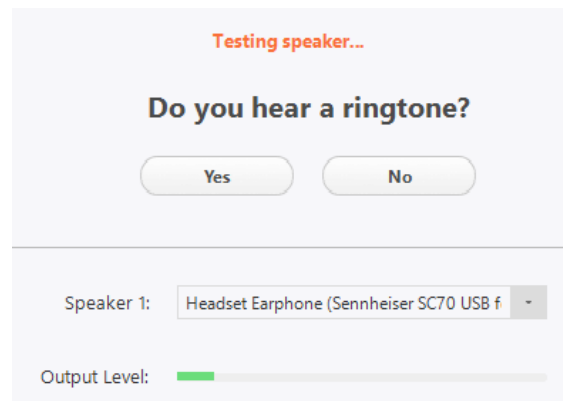 Testing speaker...
Do you hear a ringtone?
Yes No
Speaker 1: Headset Earphone (Sennheiser SC70 USB f
Output Level: